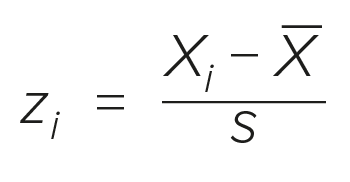 zᵢ = (Xᵢ − X̅) / s